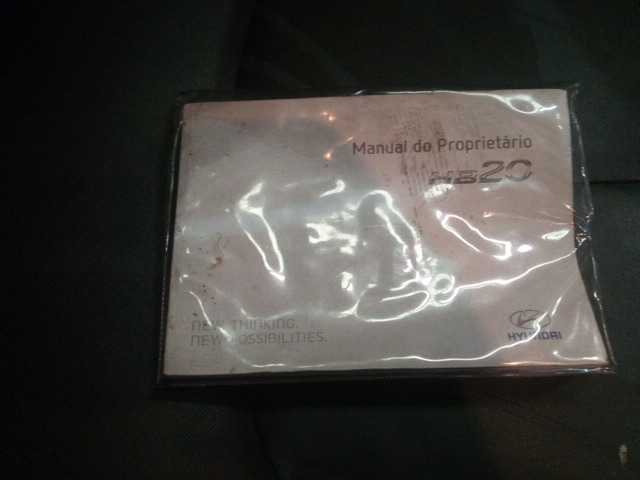 Manual do Proprietário
HB20
NEW THINKING.
NEW POSSIBILITIES.
HYUNDAI